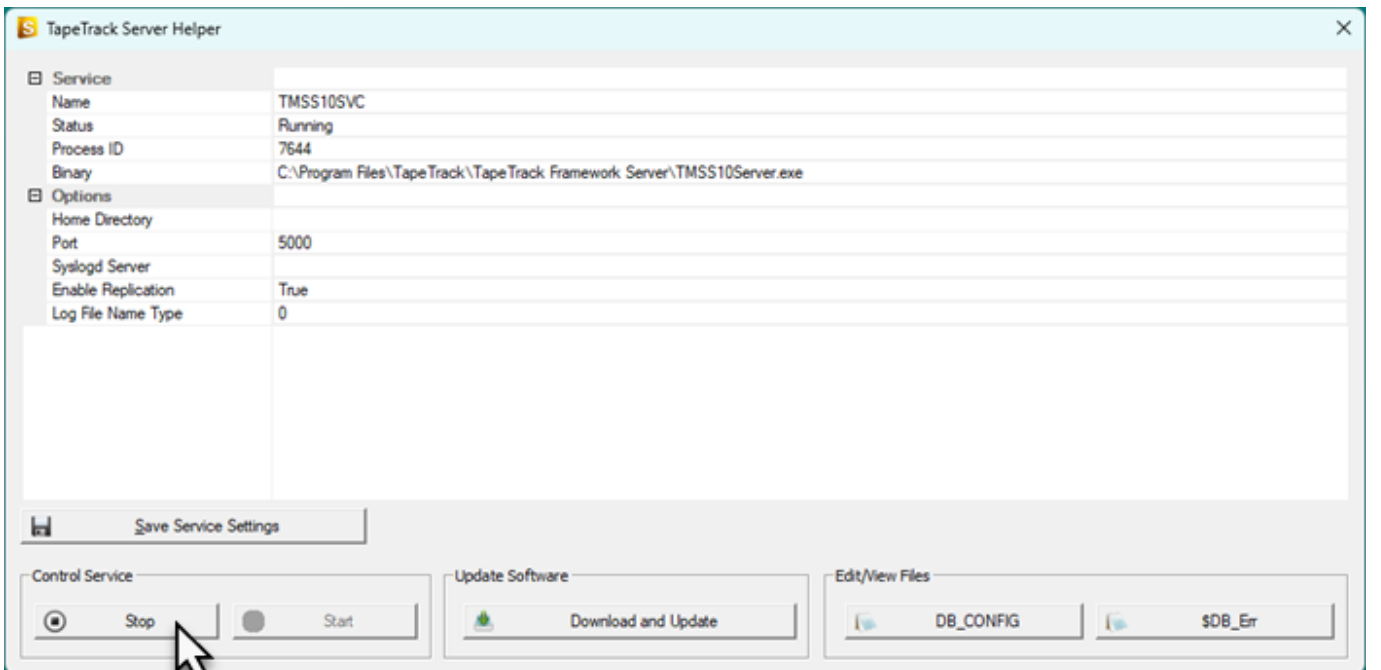 TapeTrack Server Helper
Service
Name TMSS10SVC
Status Running
Process ID 7644
Binary C:\Program Files\TapeTrack\TapeTrack Framework Server\TMSS10Server.exe
Options
Home Directory
Port 5000
Syslogd Server
Enable Replication True
Log File Name Type 0
Save Service Settings
Control Service Update Software Edit/View Files
Stop Start Download and Update DB_CONFIG $DB_Err